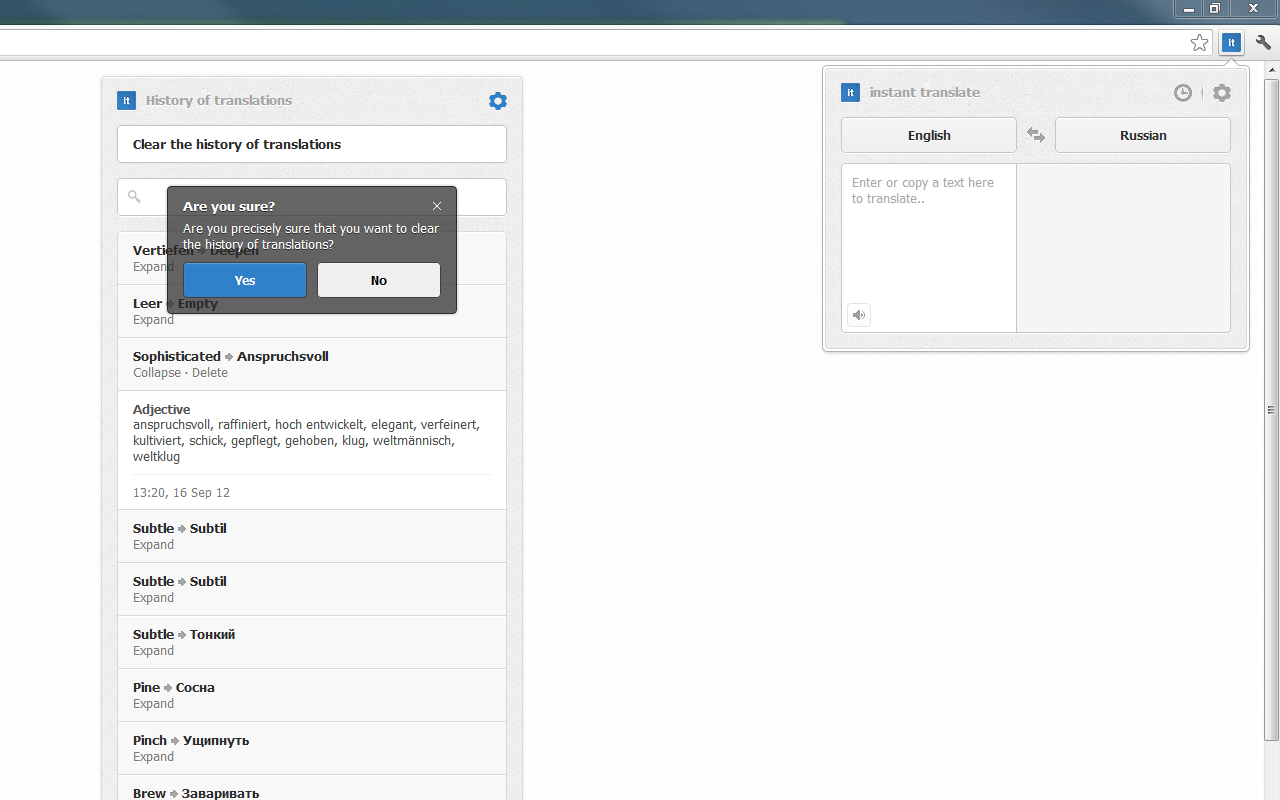 It History of translations
Clear the history of translations
Are you sure?
Are you precisely sure that you want to clear
the history of translations?
Yes No
Vertiefen Deepen
Expand
Leer Empty
Expand
Sophisticated Anspruchsvoll
Collapse · Delete
Adjective
anspruchsvoll, raffiniert, hoch entwickelt, elegant, verfeinert,
kultiviert, schick, gepflegt, gehoben, klug, weltmännisch,
weltklug
13:20, 16 Sep 12
Subtle Subtil
Expand
Subtle Subtil
Expand
Subtle Тонкий
Expand
Pine Сосна
Expand
Pinch Ущипнуть
Expand
Brew Заваривать
It
It instant translate
English Russian
Enter or copy a text here
to translate..